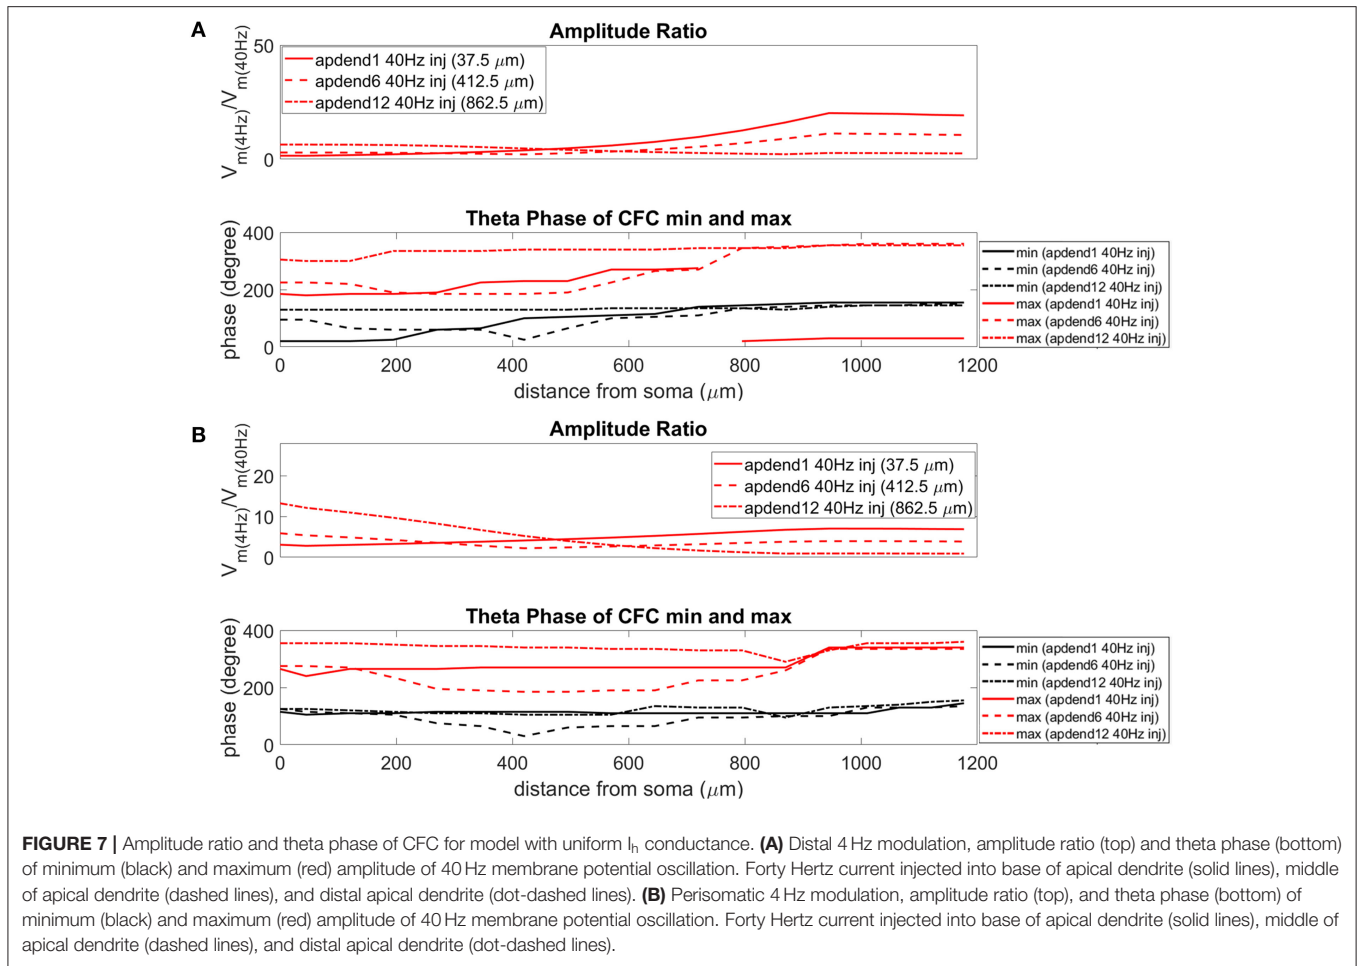 A
Amplitude Ratio
V_m(4Hz)/V_m(40Hz)
50
0
apdend1 40Hz inj (37.5 μm)
apdend6 40Hz inj (412.5 μm)
apdend12 40Hz inj (862.5 μm)
Theta Phase of CFC min and max
phase (degree)
400
200
0
min (apdend1 40Hz inj)
min (apdend6 40Hz inj)
min (apdend12 40Hz inj)
max (apdend1 40Hz inj)
max (apdend6 40Hz inj)
max (apdend12 40Hz inj)
0 200 400 600 800 1000 1200
distance from soma (μm)
B
Amplitude Ratio
V_m(4Hz)/V_m(40Hz)
20
10
0
apdend1 40Hz inj (37.5 μm)
apdend6 40Hz inj (412.5 μm)
apdend12 40Hz inj (862.5 μm)
Theta Phase of CFC min and max
phase (degree)
400
200
0
min (apdend1 40Hz inj)
min (apdend6 40Hz inj)
min (apdend12 40Hz inj)
max (apdend1 40Hz inj)
max (apdend6 40Hz inj)
max (apdend12 40Hz inj)
0 200 400 600 800 1000 1200
distance from soma (μm)
FIGURE 7 | Amplitude ratio and theta phase of CFC for model with uniform I_h conductance. (A) Distal 4 Hz modulation, amplitude ratio (top) and theta phase (bottom)
of minimum (black) and maximum (red) amplitude of 40 Hz membrane potential oscillation. Forty Hertz current injected into base of apical dendrite (solid lines), middle
of apical dendrite (dashed lines), and distal apical dendrite (dot-dashed lines). (B) Perisomatic 4 Hz modulation, amplitude ratio (top), and theta phase (bottom) of
minimum (black) and maximum (red) amplitude of 40 Hz membrane potential oscillation. Forty Hertz current injected into base of apical dendrite (solid lines), middle of
apical dendrite (dashed lines), and distal apical dendrite (dot-dashed lines).